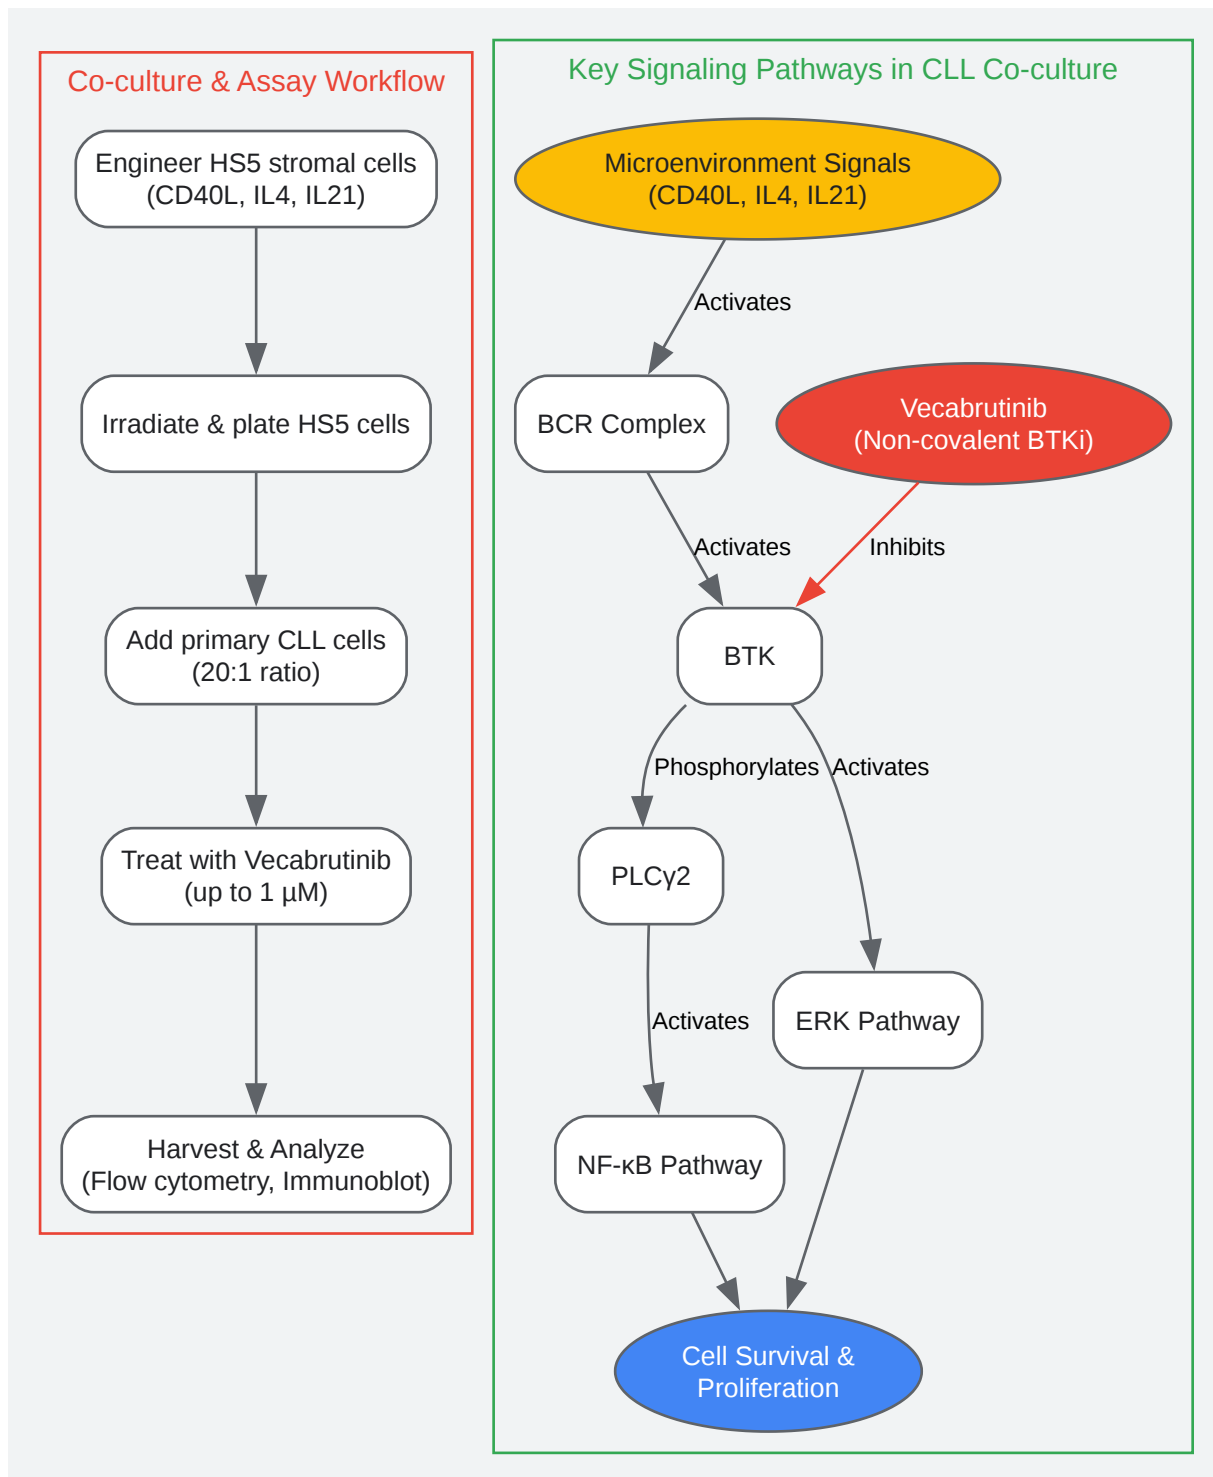 Co-culture & Assay Workflow
Engineer HS5 stromal cells
(CD40L, IL4, IL21)
Irradiate & plate HS5 cells
Add primary CLL cells
(20:1 ratio)
Treat with Vecabrutinib
(up to 1 µM)
Harvest & Analyze
(Flow cytometry, Immunoblot)
Key Signaling Pathways in CLL Co-culture
Microenvironment Signals
(CD40L, IL4, IL21)
Activates
BCR Complex
Vecabrutinib
(Non-covalent BTKi)
Activates
Inhibits
BTK
Phosphorylates
Activates
PLCγ2
Activates
ERK Pathway
NF-κB Pathway
Cell Survival &
Proliferation